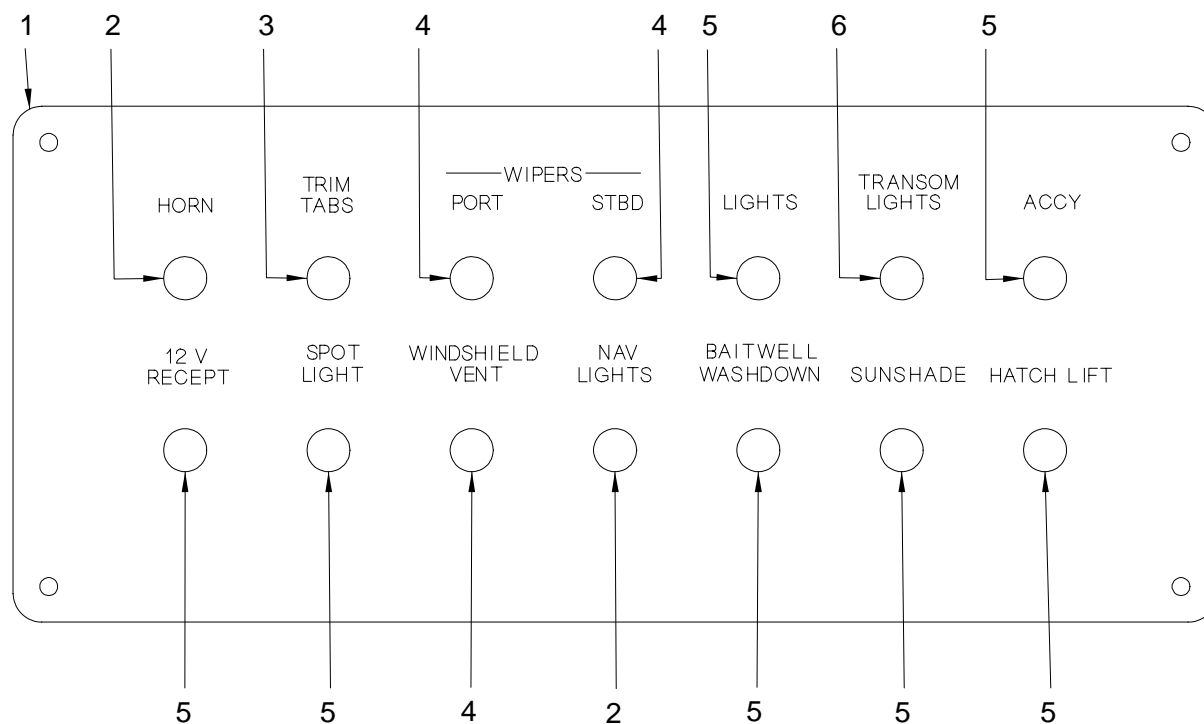 1 2 3 4 4 5 6 5
WIPERS
TRIM TRANSOM
HORN TABS PORT STBD LIGHTS LIGHTS ACCY
12 V SPOT WINDSHIELD NAV BAITWELL
RECEPT LIGHT VENT LIGHTS WASHDOWN SUNSHADE HATCH LIFT
5 5 4 2 5 5 5